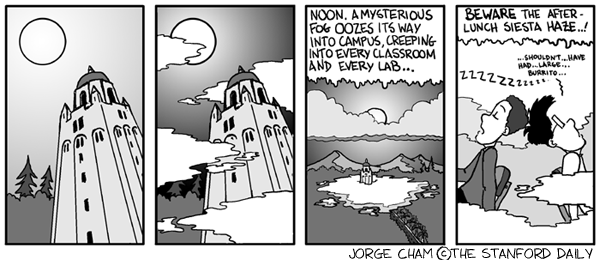 NOON. A MYSTERIOUS
FOG OOZES ITS WAY
INTO CAMPUS, CREEPING
INTO EVERY CLASSROOM
AND EVERY LAB...
BEWARE THE AFTER-
LUNCH SIESTA HAZE..!
...SHOULDN'T...HAVE
HAD...LARGE...
BURRITO...
ZZZZZZZZZZZ...
JORGE CHAM ©THE STANFORD DAILY